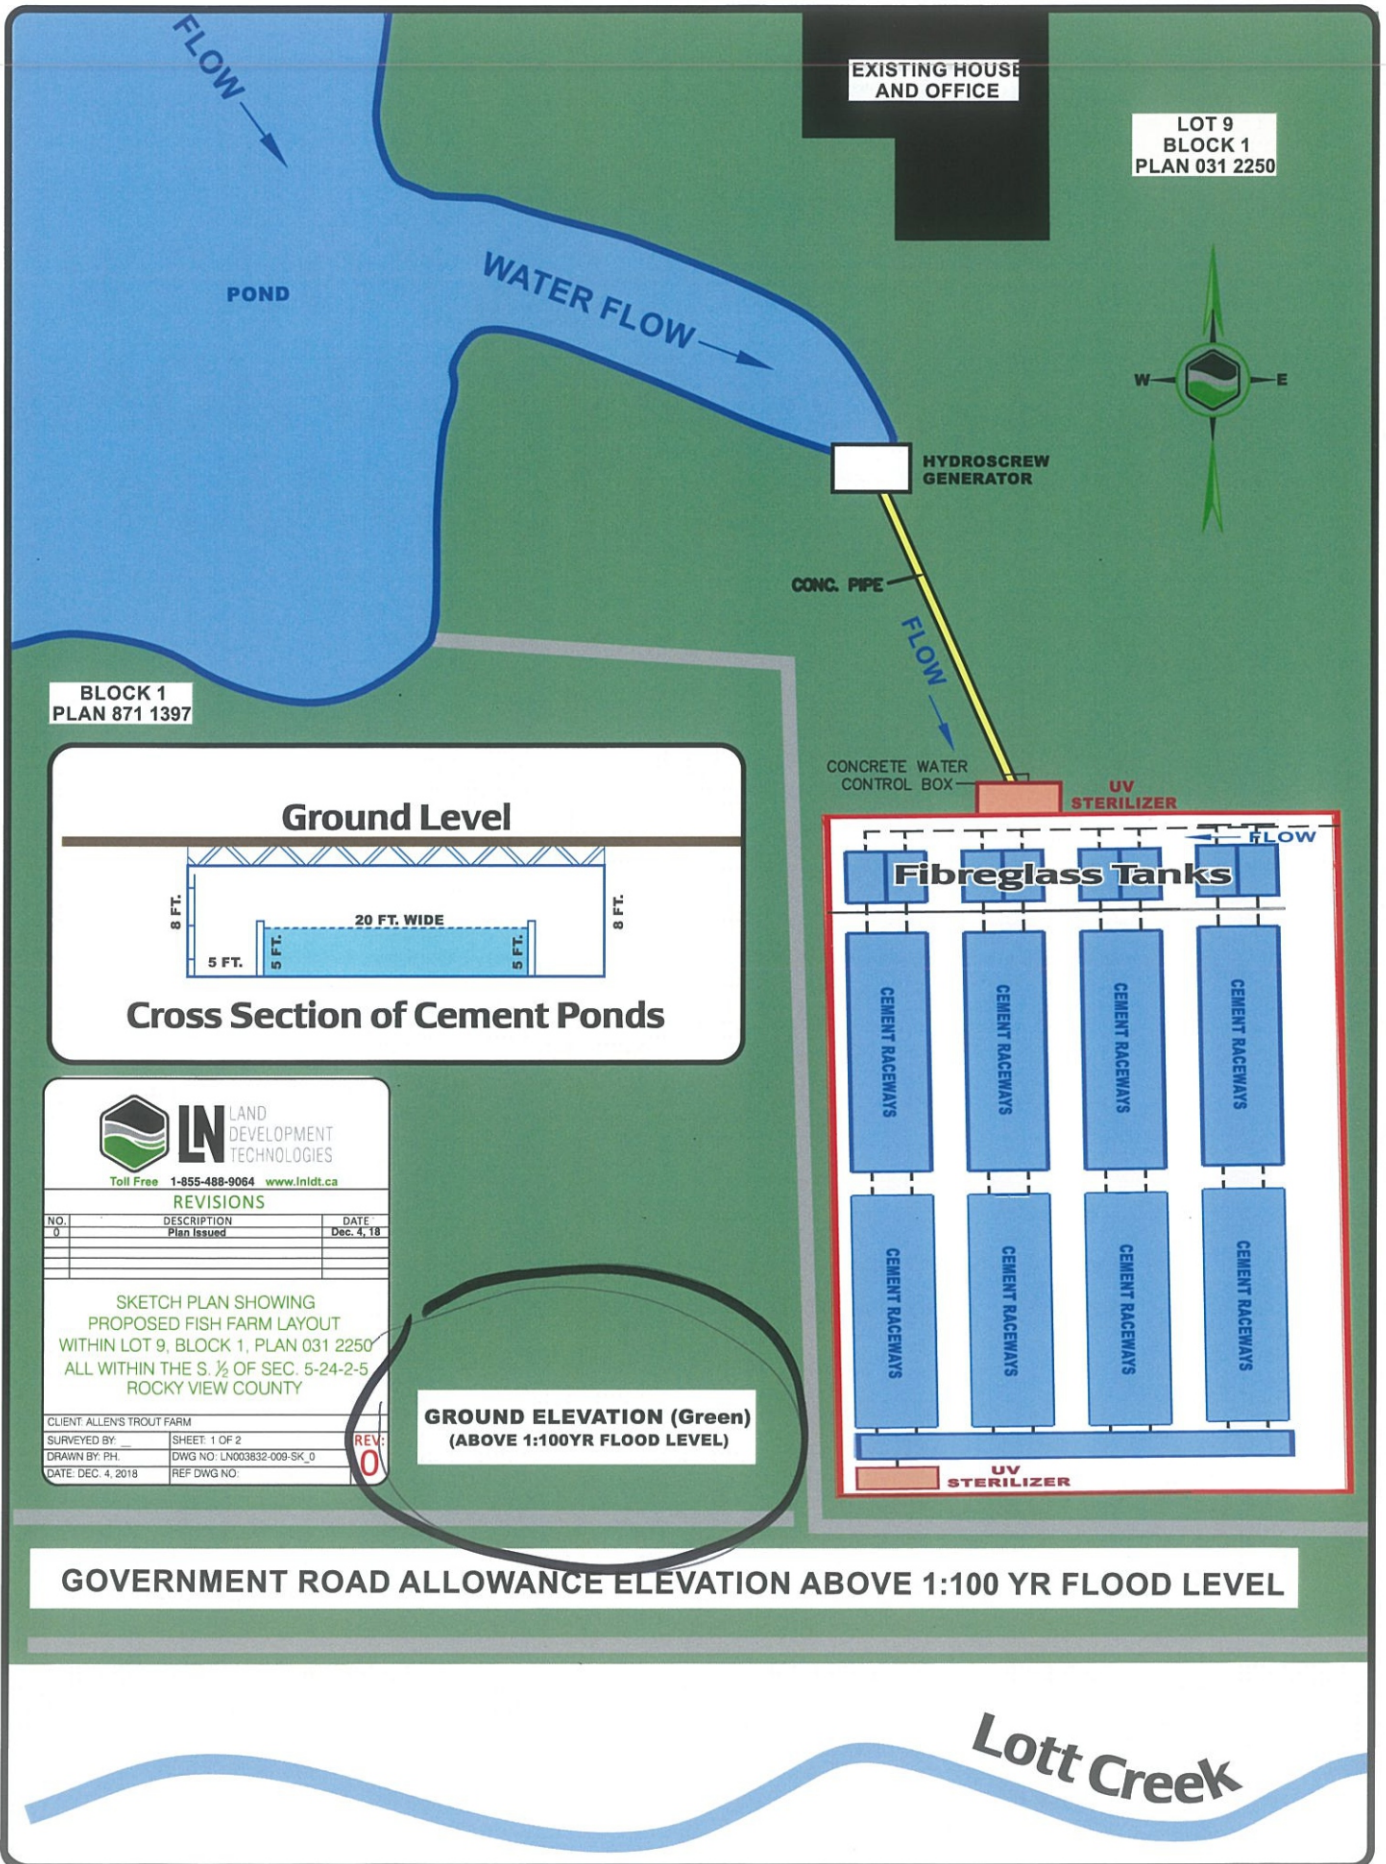 FLOW
EXISTING HOUSE
AND OFFICE
LOT 9
BLOCK 1
PLAN 031 2250
POND
WATER FLOW
W
E
HYDROSCREW
GENERATOR
CONC. PIPE
FLOW
BLOCK 1
PLAN 871 1397
CONCRETE WATER
CONTROL BOX
UV
STERILIZER
FLOW
Fibreglass Tanks
Ground Level
8 FT.
8 FT.
20 FT. WIDE
5 FT.
5 FT.
5 FT.
Cross Section of Cement Ponds
CEMENT RACEWAYS
CEMENT RACEWAYS
CEMENT RACEWAYS
CEMENT RACEWAYS
CEMENT RACEWAYS
CEMENT RACEWAYS
CEMENT RACEWAYS
CEMENT RACEWAYS
UV
STERILIZER
LN LAND
DEVELOPMENT
TECHNOLOGIES
Toll Free 1-855-488-9064 www.lnldt.ca
REVISIONS
NO. DESCRIPTION DATE
0 Plan Issued Dec. 4, 18
SKETCH PLAN SHOWING
PROPOSED FISH FARM LAYOUT
WITHIN LOT 9, BLOCK 1, PLAN 031 2250
ALL WITHIN THE S. ½ OF SEC. 5-24-2-5
ROCKY VIEW COUNTY
CLIENT: ALLEN'S TROUT FARM
SURVEYED BY: __ SHEET: 1 OF 2
DRAWN BY: P.H. DWG NO: LN003832-009-SK_0
DATE: DEC. 4, 2018 REF DWG NO:
REV:
0
GROUND ELEVATION (Green)
(ABOVE 1:100YR FLOOD LEVEL)
GOVERNMENT ROAD ALLOWANCE ELEVATION ABOVE 1:100 YR FLOOD LEVEL
Lott Creek